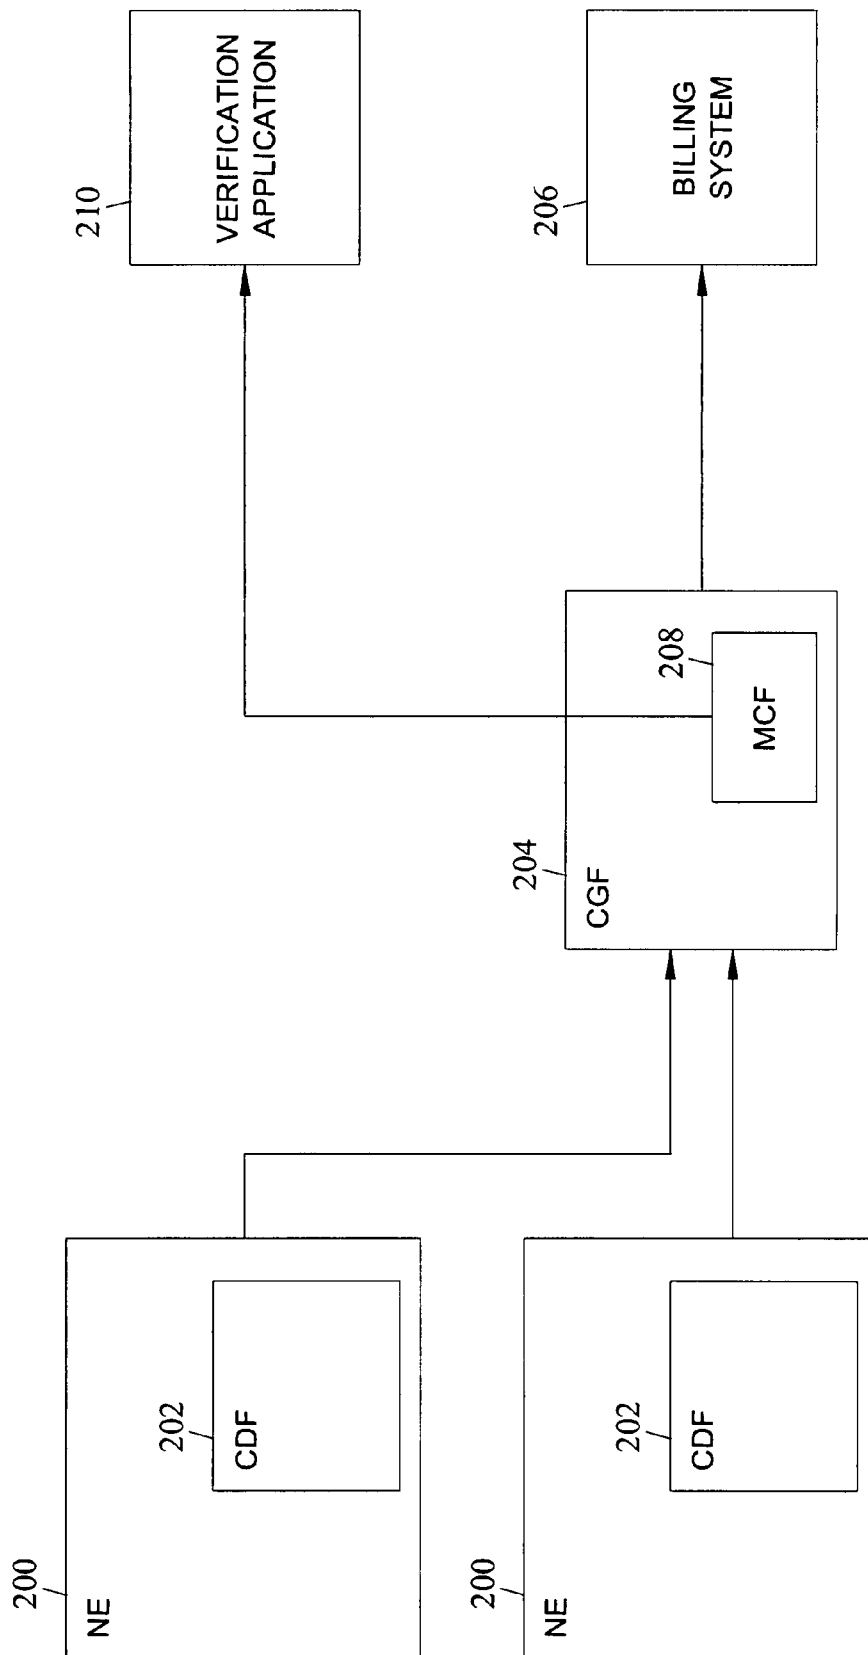 200
NE
202
CDF
200
NE
202
CDF
204
CGF
208
MCF
210
VERIFICATION
APPLICATION
206
BILLING
SYSTEM